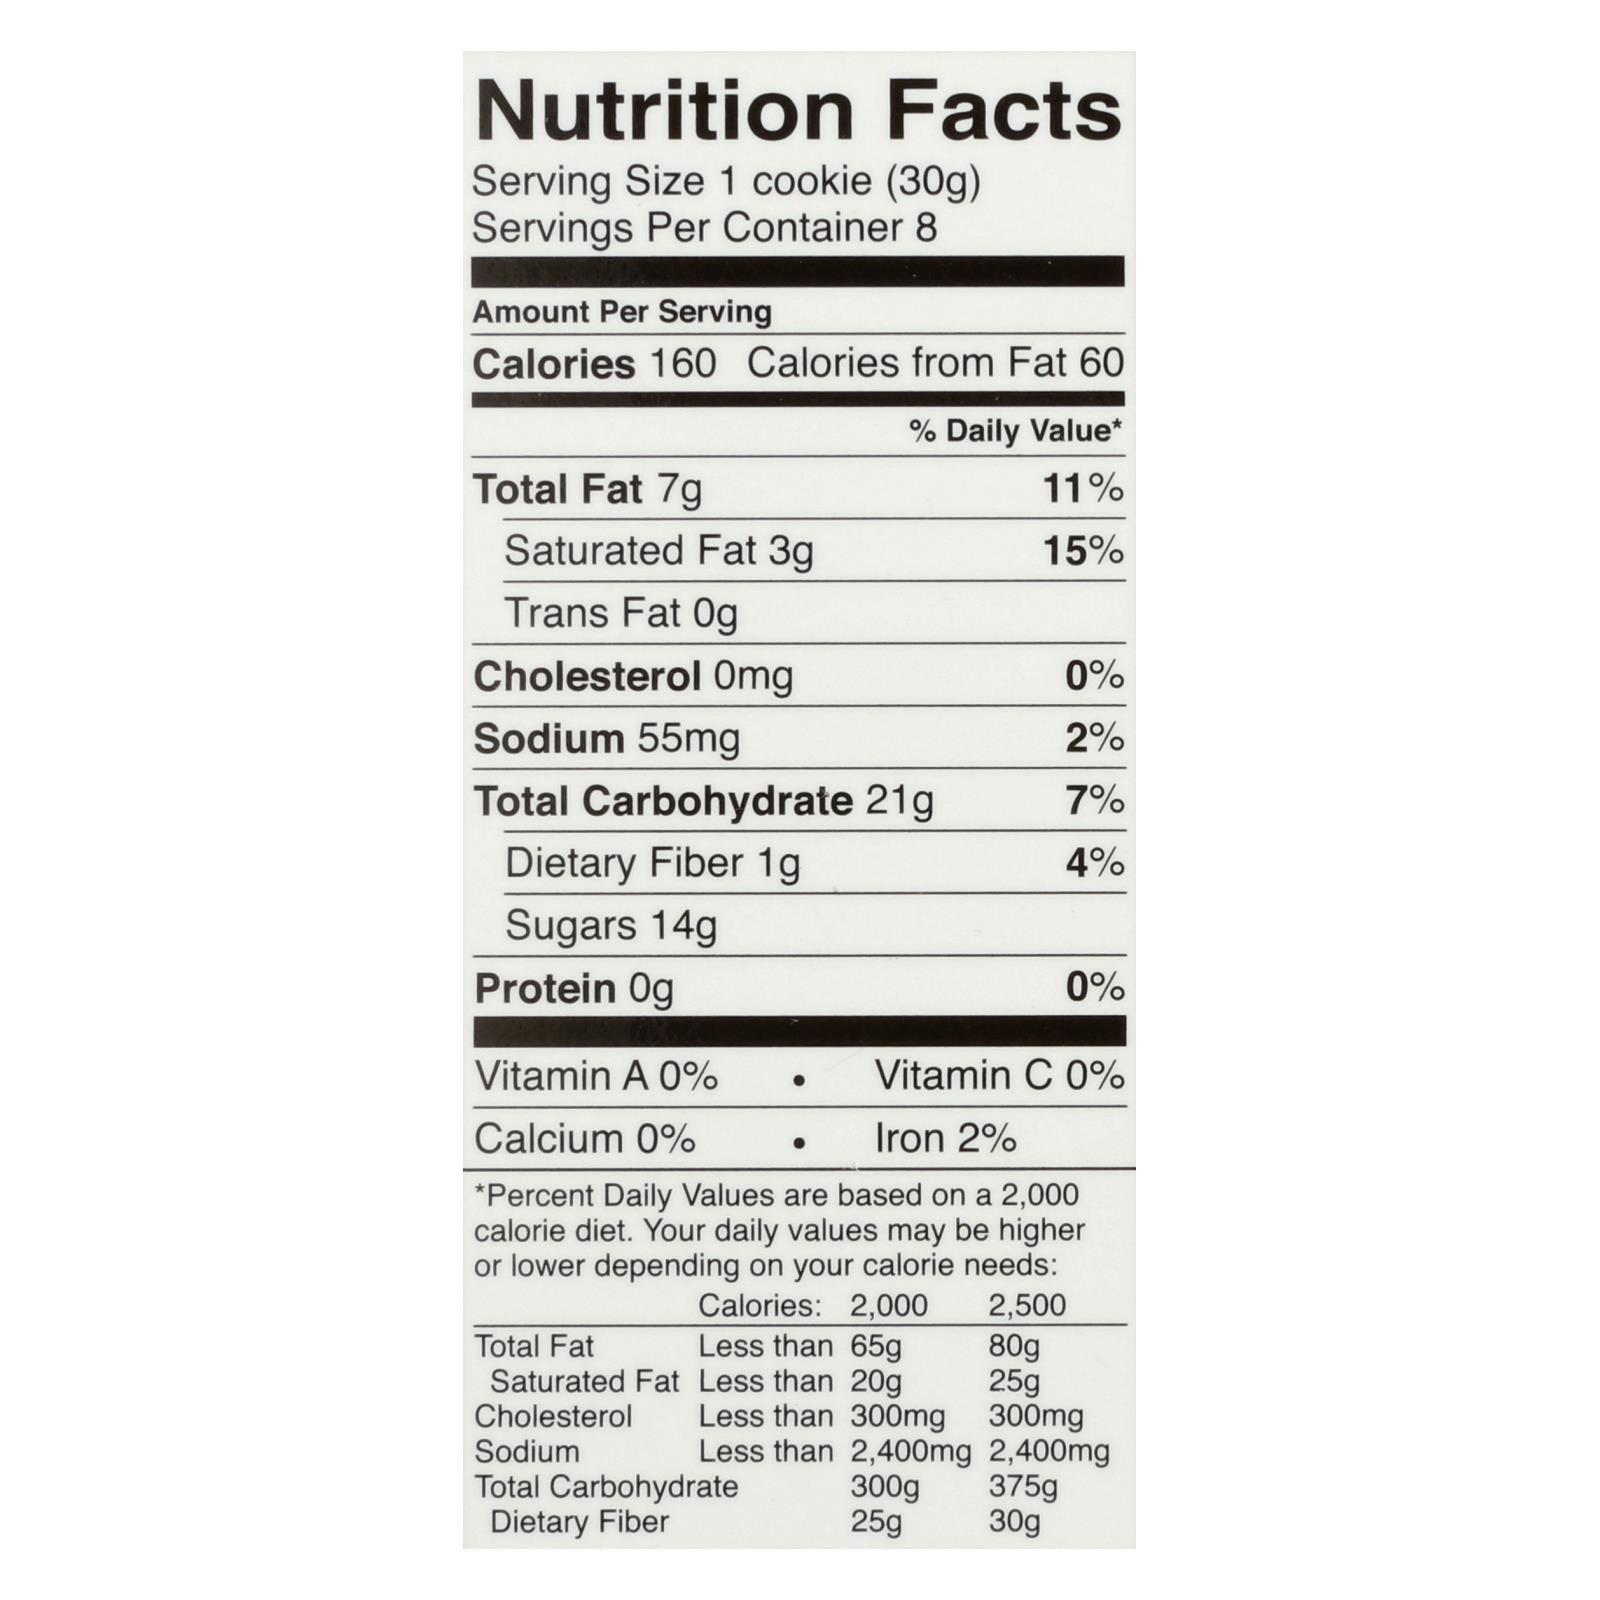 Nutrition Facts
Serving Size 1 cookie (30g)
Servings Per Container 8
Amount Per Serving
Calories 160 Calories from Fat 60
% Daily Value*
Total Fat 7g 11%
Saturated Fat 3g 15%
Trans Fat 0g
Cholesterol 0mg 0%
Sodium 55mg 2%
Total Carbohydrate 21g 7%
Dietary Fiber 1g 4%
Sugars 14g
Protein 0g 0%
Vitamin A 0% • Vitamin C 0%
Calcium 0% • Iron 2%
*Percent Daily Values are based on a 2,000
calorie diet. Your daily values may be higher
or lower depending on your calorie needs:
Calories: 2,000 2,500
Total Fat Less than 65g 80g
Saturated Fat Less than 20g 25g
Cholesterol Less than 300mg 300mg
Sodium Less than 2,400mg 2,400mg
Total Carbohydrate 300g 375g
Dietary Fiber 25g 30g